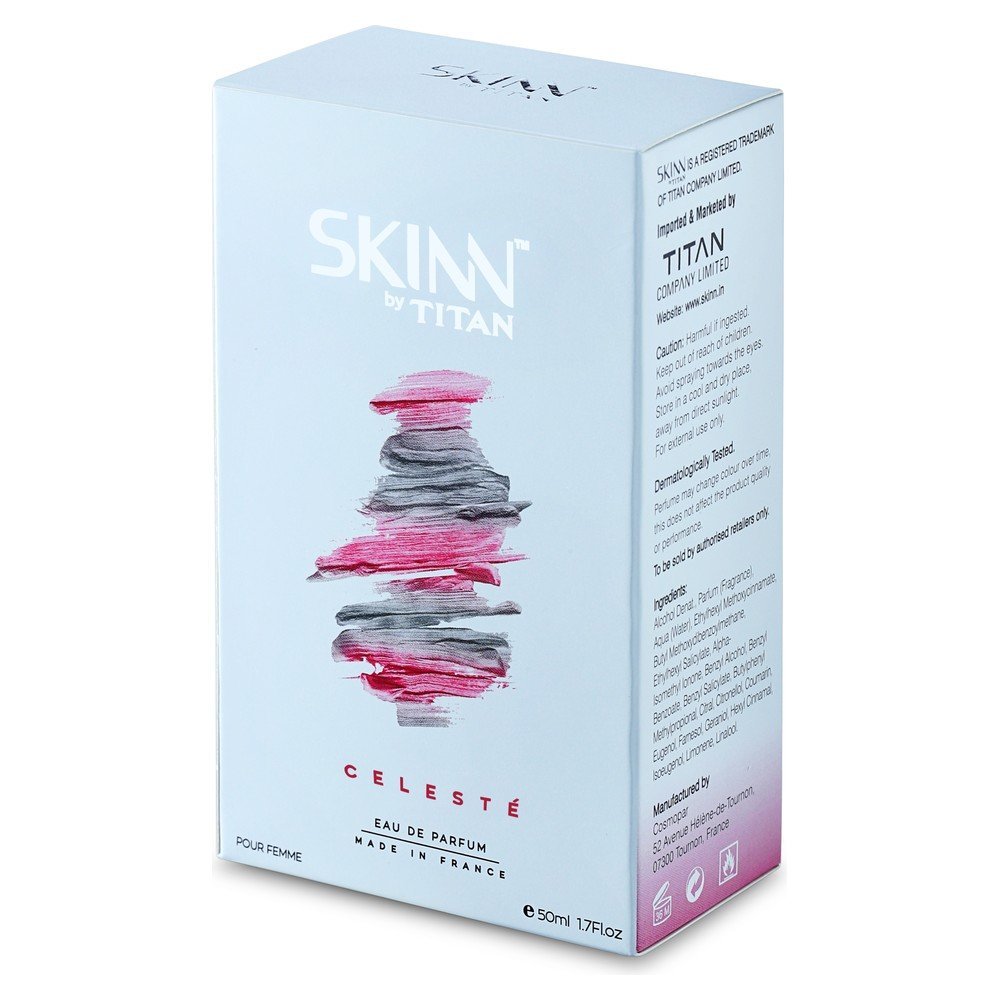 SKINN™
BY TITAN
SKINN™
by TITAN
CELESTÉ
EAU DE PARFUM
MADE IN FRANCE
POUR FEMME
e 50ml 1.7Fl.oz
SKINN IS A REGISTERED TRADEMARK
BY TITAN
OF TITAN COMPANY LIMITED.
Imported & Marketed by
TITAN
COMPANY LIMITED
Website: www.skinn.in
Caution: Harmful if ingested.
Keep out of reach of children.
Avoid spraying towards the eyes.
Store in a cool and dry place,
away from direct sunlight.
For external use only.
Dermatologically Tested.
Perfume may change colour over time,
this does not affect the product quality
or performance.
To be sold by authorised retailers only.
Ingredients:
Alcohol Denat., Parfum (Fragrance),
Aqua (Water), Ethylhexyl Methoxycinnamate,
Butyl Methoxydibenzoylmethane,
Ethylhexyl Salicylate, Alpha-
Isomethyl Ionone, Benzyl Alcohol, Benzyl
Benzoate, Benzyl Salicylate, Butylphenyl
Methylpropional, Citral, Citronellol, Coumarin,
Eugenol, Farnesol, Geraniol, Hexyl Cinnamal,
Isoeugenol, Limonene, Linalool.
Manufactured by
Cosmopar
52 Avenue Hélène-de-Tournon,
07300 Tournon, France
36 M